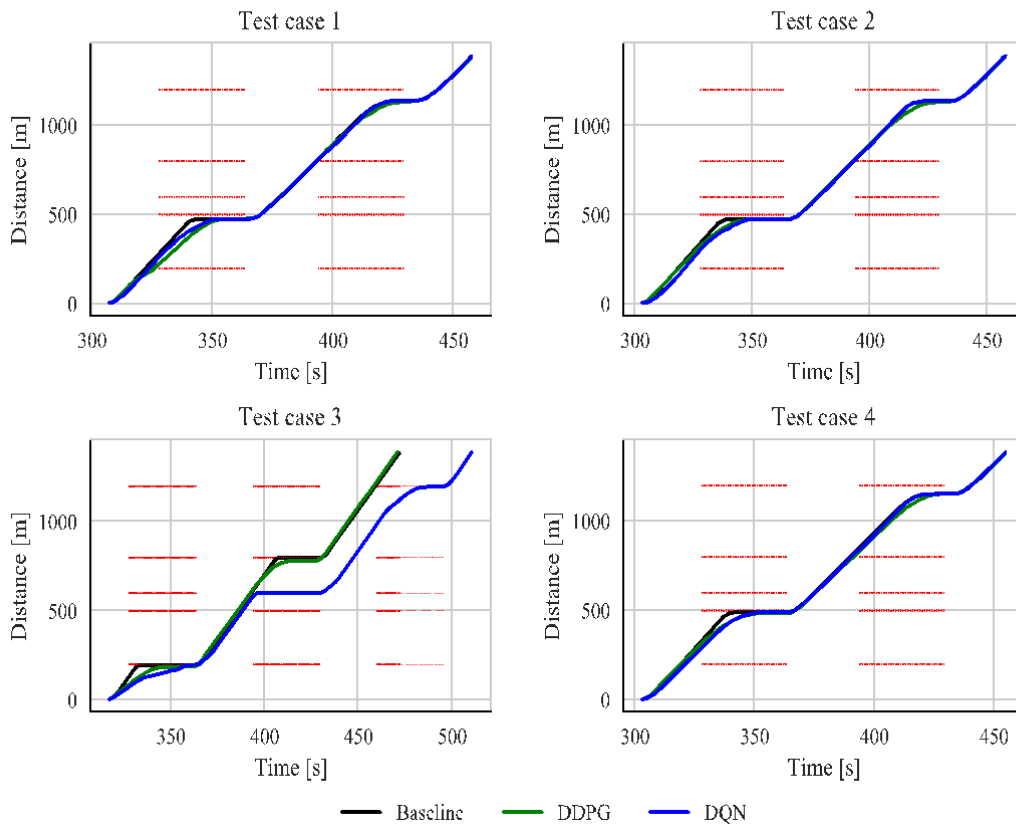 Test case 1
Test case 2
Distance [m]
1000
500
0
300
350
400
450
Time [s]
Distance [m]
1000
500
0
300
350
400
450
Time [s]
Test case 3
Test case 4
Distance [m]
1000
500
0
350
400
450
500
Time [s]
Distance [m]
1000
500
0
300
350
400
450
Time [s]
Baseline
DDPG
DQN